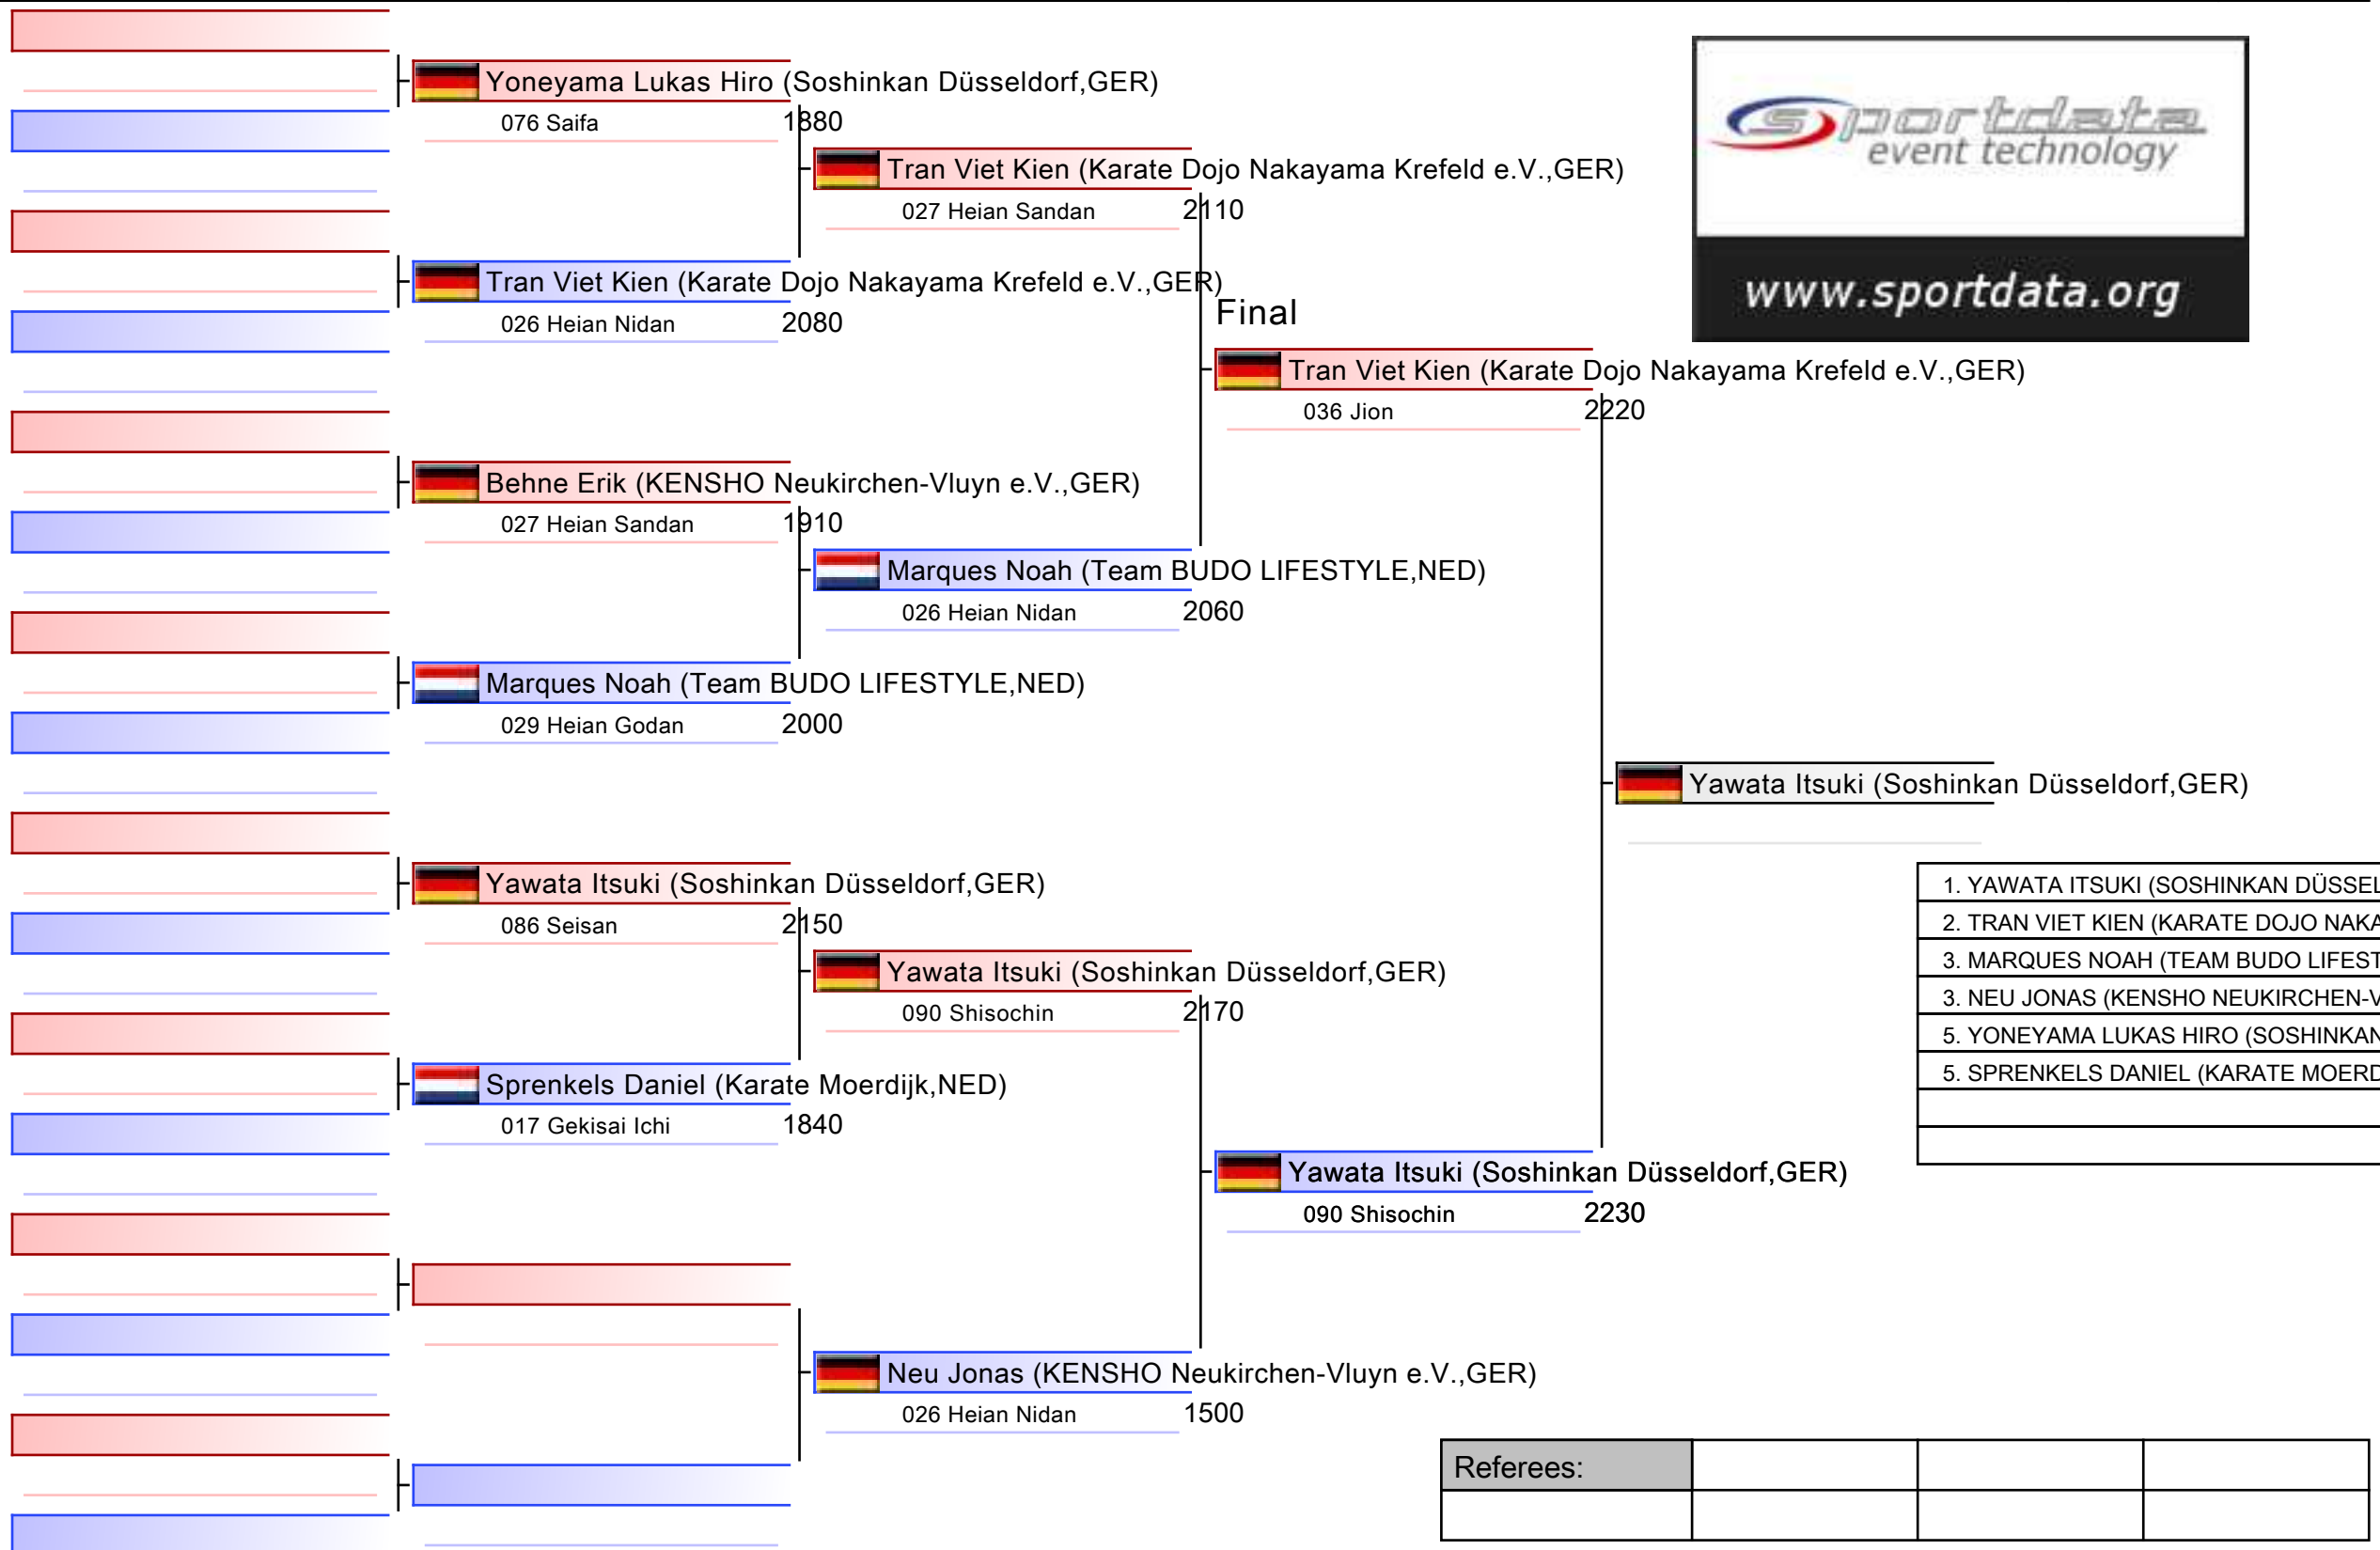 Yoneyama Lukas Hiro (Soshinkan Düsseldorf,GER)
076 Saifa 1880
Tran Viet Kien (Karate Dojo Nakayama Krefeld e.V.,GER)
027 Heian Sandan 2110
Tran Viet Kien (Karate Dojo Nakayama Krefeld e.V.,GER)
026 Heian Nidan 2080
sportdata
event technology
www.sportdata.org
Final
Tran Viet Kien (Karate Dojo Nakayama Krefeld e.V.,GER)
036 Jion 2220
Behne Erik (KENSHO Neukirchen-Vluyn e.V.,GER)
027 Heian Sandan 1910
Marques Noah (Team BUDO LIFESTYLE,NED)
026 Heian Nidan 2060
Marques Noah (Team BUDO LIFESTYLE,NED)
029 Heian Godan 2000
Yawata Itsuki (Soshinkan Düsseldorf,GER)
Yawata Itsuki (Soshinkan Düsseldorf,GER)
086 Seisan 2150
Yawata Itsuki (Soshinkan Düsseldorf,GER)
090 Shisochin 2170
Sprenkels Daniel (Karate Moerdijk,NED)
017 Gekisai Ichi 1840
Yawata Itsuki (Soshinkan Düsseldorf,GER)
090 Shisochin 2230
Neu Jonas (KENSHO Neukirchen-Vluyn e.V.,GER)
026 Heian Nidan 1500
1. YAWATA ITSUKI (SOSHINKAN DÜSSEL
2. TRAN VIET KIEN (KARATE DOJO NAKA
3. MARQUES NOAH (TEAM BUDO LIFEST
3. NEU JONAS (KENSHO NEUKIRCHEN-V
5. YONEYAMA LUKAS HIRO (SOSHINKAN
5. SPRENKELS DANIEL (KARATE MOERD
Referees: